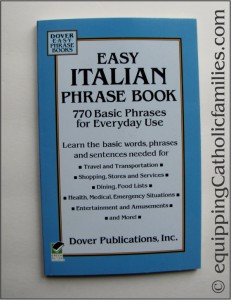 DOVER
EASY
PHRASE
BOOKS
EASY
ITALIAN
PHRASE BOOK
770 Basic Phrases
for Everyday Use
Learn the basic words, phrases
and sentences needed for
• Travel and Transportation •
• Shopping, Stores and Services •
• Dining, Food Lists •
• Health, Medical, Emergency Situations •
• Entertainment and Amusements •
and More!
Dover Publications, Inc.
© equippingCatholicfamilies.com